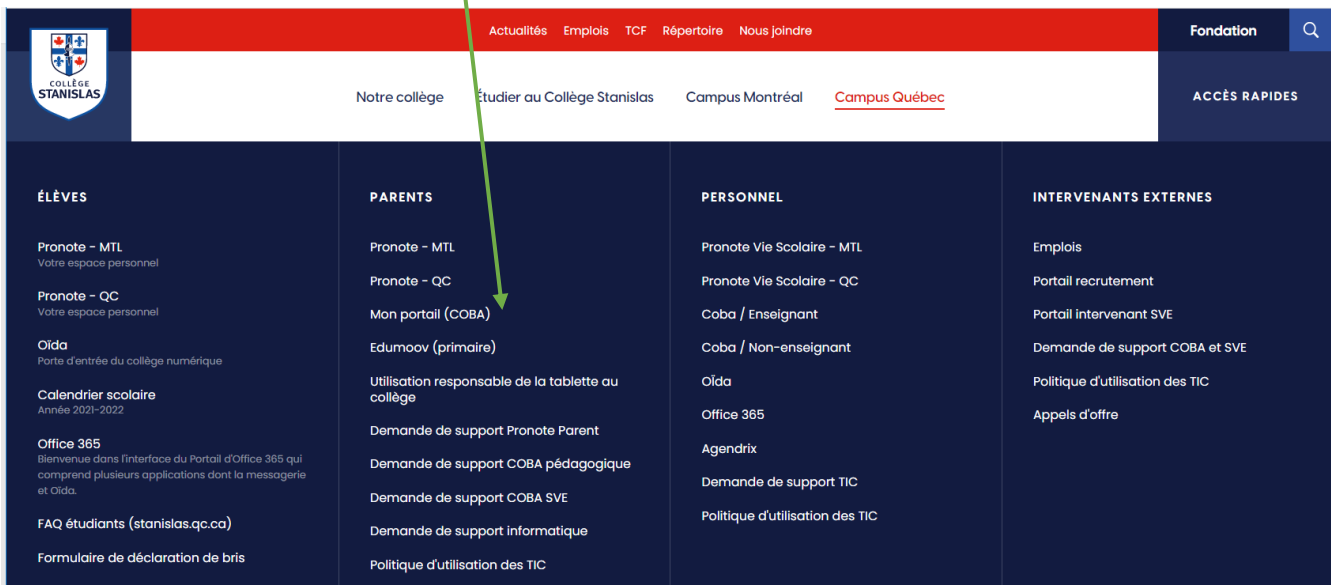 COLLÈGE
STANISLAS
Actualités Emplois TCF Répertoire Nous joindre
Fondation
Notre collège Étudier au Collège Stanislas Campus Montréal Campus Québec
ACCÈS RAPIDES
ÉLÈVES
Pronote - MTL
Votre espace personnel
Pronote - QC
Votre espace personnel
Oïda
Porte d'entrée du collège numérique
Calendrier scolaire
Année 2021-2022
Office 365
Bienvenue dans l'interface du Portail d'Office 365 qui
comprend plusieurs applications dont la messagerie
et Oïda.
FAQ étudiants (stanislas.qc.ca)
Formulaire de déclaration de bris
PARENTS
Pronote - MTL
Pronote - QC
Mon portail (COBA)
Edumoov (primaire)
Utilisation responsable de la tablette au
collège
Demande de support Pronote Parent
Demande de support COBA pédagogique
Demande de support COBA SVE
Demande de support informatique
Politique d'utilisation des TIC
PERSONNEL
Pronote Vie Scolaire - MTL
Pronote Vie Scolaire - QC
Coba / Enseignant
Coba / Non-enseignant
Oïda
Office 365
Agendrix
Demande de support TIC
Politique d'utilisation des TIC
INTERVENANTS EXTERNES
Emplois
Portail recrutement
Portail intervenant SVE
Demande de support COBA et SVE
Politique d'utilisation des TIC
Appels d'offre